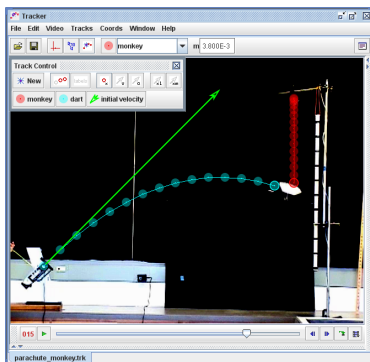 Tracker
File Edit Video Tracks Coords Window Help
monkey m 3.800E-3
Track Control
New
monkey dart initial velocity
015
parachute_monkey.trk